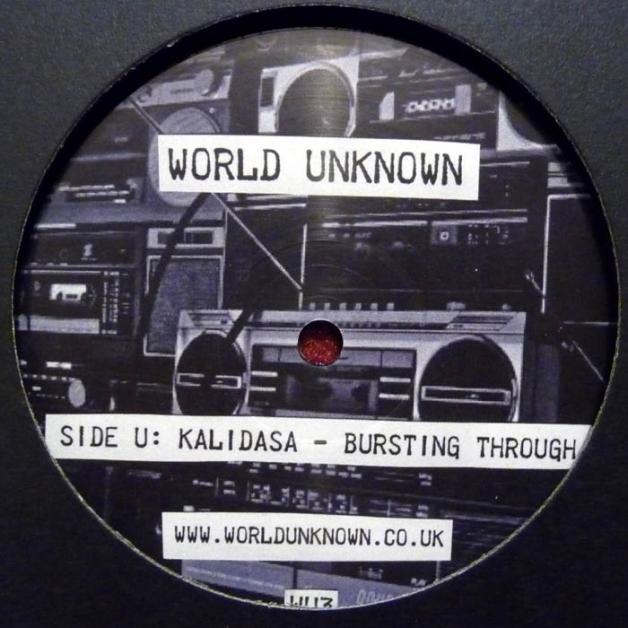 WORLD UNKNOWN
SIDE U: KALIDASA - BURSTING THROUGH
WWW.WORLDUNKNOWN.CO.UK